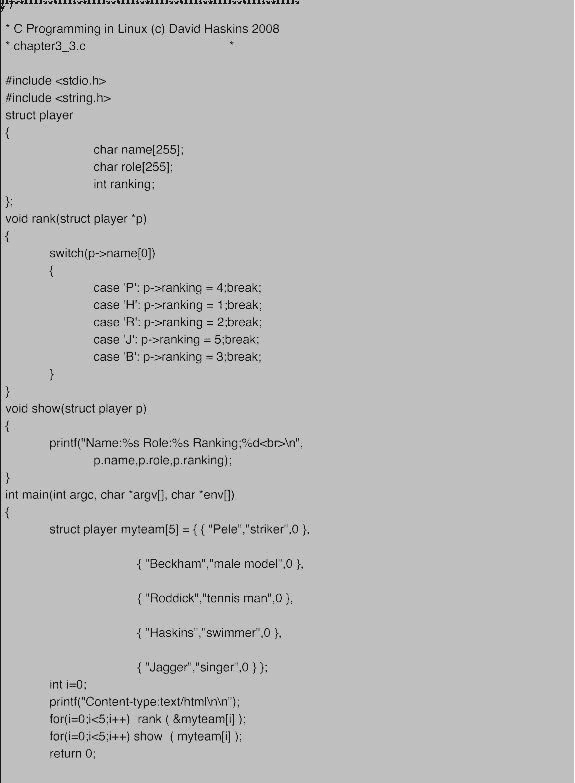 * C Programming in Linux (c) David Haskins 2008
* chapter3_3.c *
#include <stdio.h>
#include <string.h>
struct player
{
char name[255];
char role[255];
int ranking;
};
void rank(struct player *p)
{
switch(p->name[0])
{
case 'P': p->ranking = 4;break;
case 'H': p->ranking = 1;break;
case 'R': p->ranking = 2;break;
case 'J': p->ranking = 5;break;
case 'B': p->ranking = 3;break;
}
}
void show(struct player p)
{
printf("Name:%s Role:%s Ranking;%d<br>\n",
p.name,p.role,p.ranking);
}
int main(int argc, char *argv[], char *env[])
{
struct player myteam[5] = { { "Pele","striker",0 },
{ "Beckham","male model",0 },
{ "Roddick","tennis man",0 },
{ "Haskins","swimmer",0 },
{ "Jagger","singer",0 } };
int i=0;
printf("Content-type:text/html\n\n");
for(i=0;i<5;i++) rank ( &myteam[i] );
for(i=0;i<5;i++) show ( myteam[i] );
return 0;